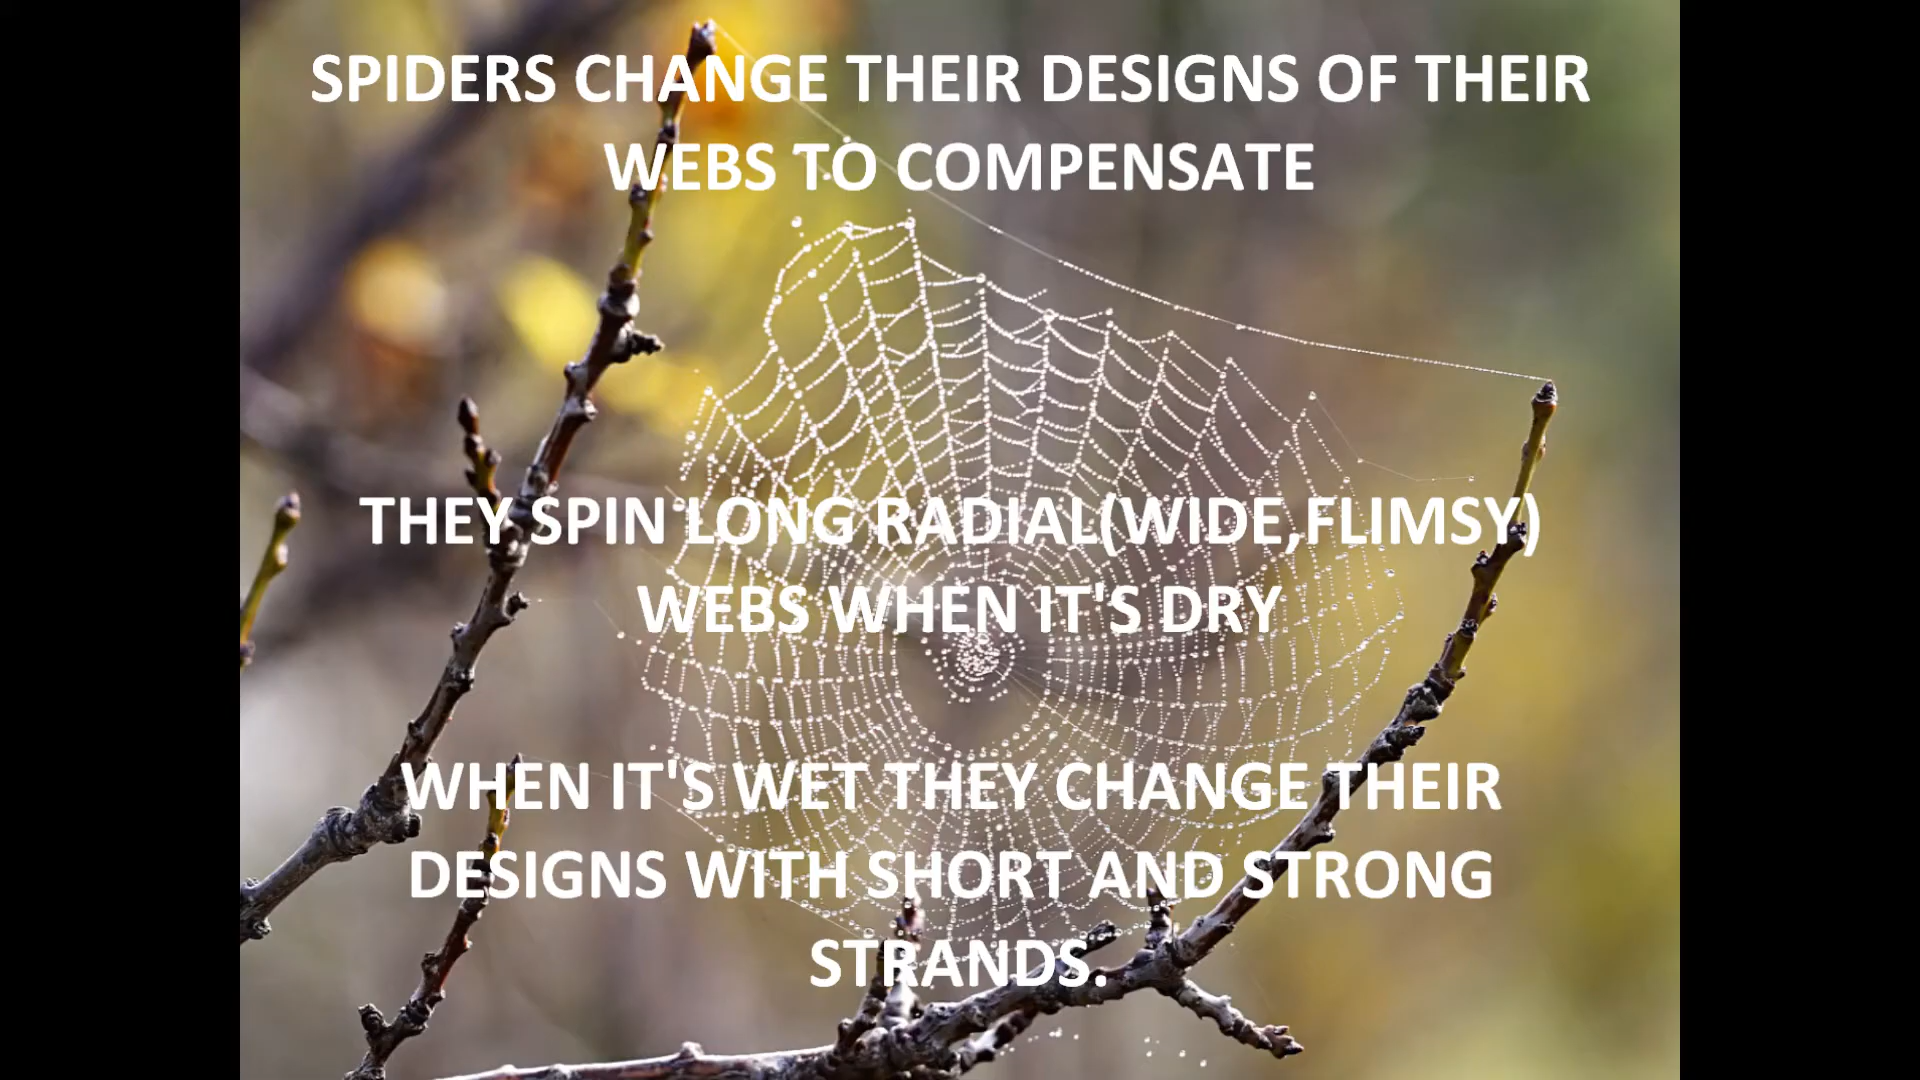 SPIDERS CHANGE THEIR DESIGNS OF THEIR
WEBS TO COMPENSATE
THEY SPIN LONG RADIAL(WIDE,FLIMSY)
WEBS WHEN IT'S DRY
WHEN IT'S WET THEY CHANGE THEIR
DESIGNS WITH SHORT AND STRONG
STRANDS.